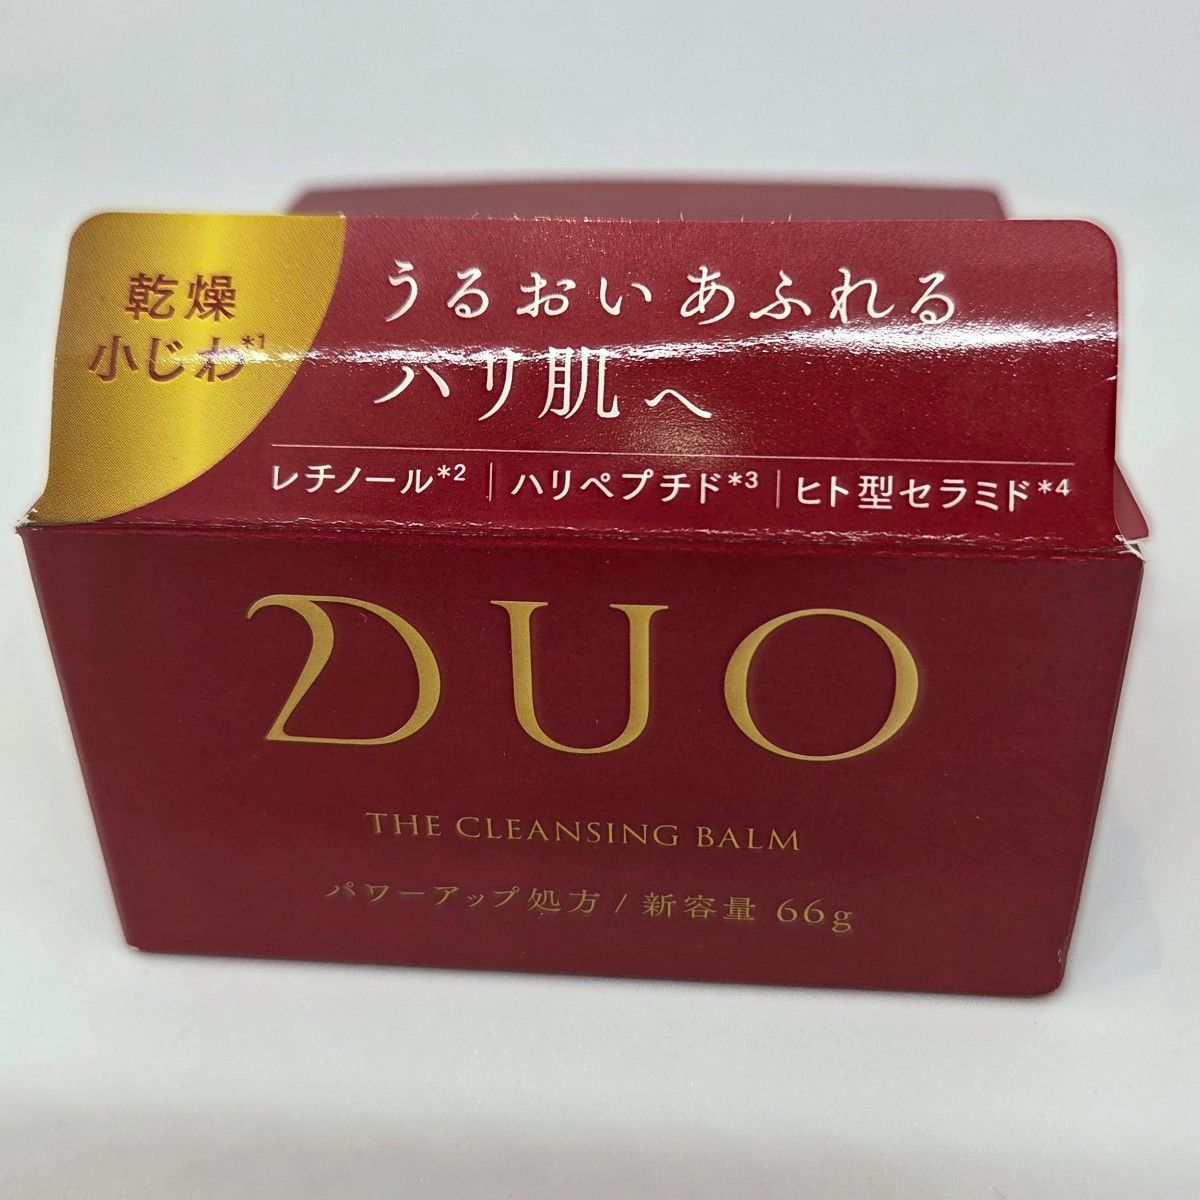 乾燥
小じわ*1
うるおいあふれる
ハリ肌へ
レチノール*2 | ハリペプチド*3 | ヒト型セラミド*4
DUO
THE CLEANSING BALM
パワーアップ処方 / 新容量 66g